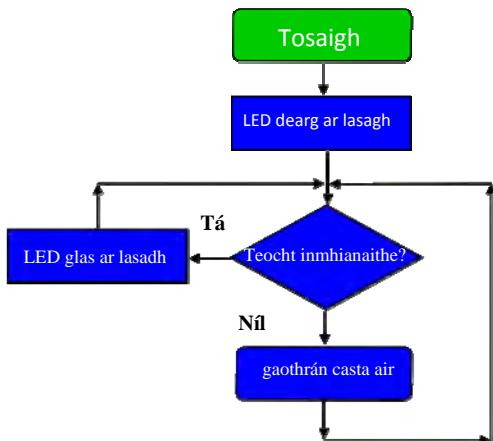 Tosaigh
LED dearg ar lasagh
Tá
Teocht inmhianaithe?
LED glas ar lasadh
Níl
gaothrán casta air